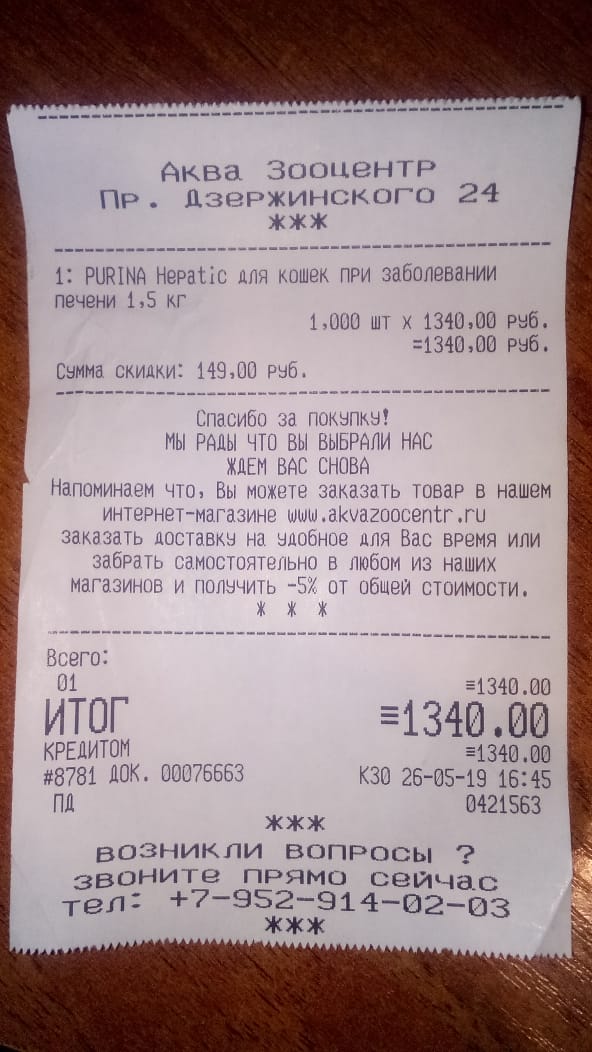 Аква Зооцентр
Пр. Дзержинского 24
***
1: PURINA Hepatic для кошек при заболевании
печени 1,5 кг
1,000 шт X 1340,00 руб.
=1340,00 руб.
Сумма скидки: 149,00 руб.
Спасибо за покупку!
МЫ РАДЫ ЧТО ВЫ ВЫБРАЛИ НАС
ЖДЕМ ВАС СНОВА
Напоминаем что, Вы можете заказать товар в нашем
интернет-магазине www.akvazoocentr.ru
заказать доставку на удобное для Вас время или
забрать самостоятельно в любом из наших
магазинов и получить -5% от общей стоимости.
* * *
Всего:
01 ≡1340.00
ИТОГ ≡1340.00
КРЕДИТОМ ≡1340.00
#8781 ДОК. 00076663 К30 26-05-19 16:45
ПД 0421563
***
ВОЗНИКЛИ ВОПРОСЫ ?
звоните прямо сейчас
тел: +7-952-914-02-03
***